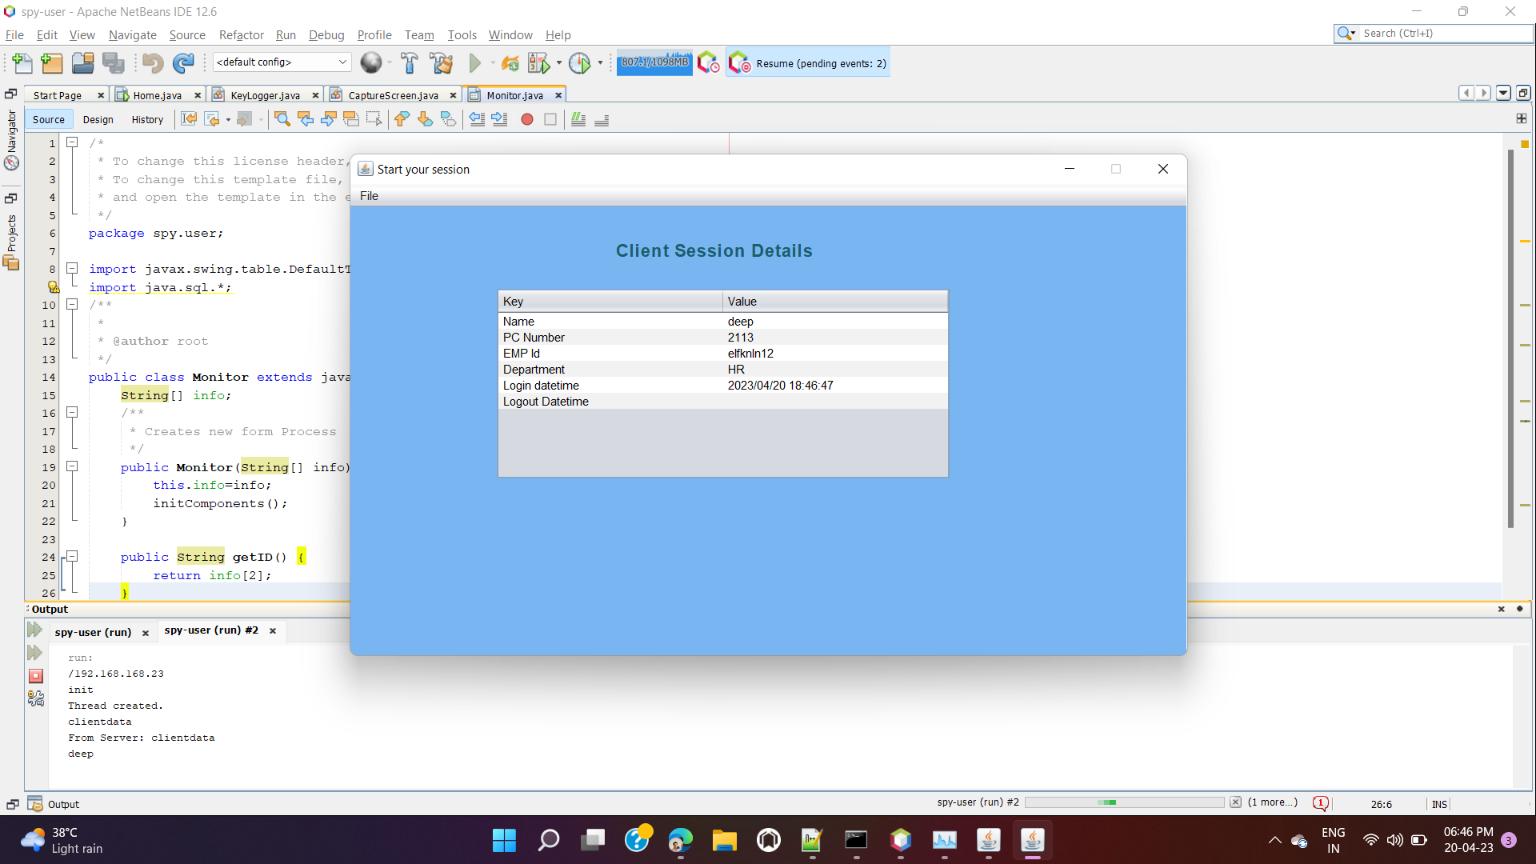 spy-user - Apache NetBeans IDE 12.6
File Edit View Navigate Source Refactor Run Debug Profile Team Tools Window Help
Search (Ctrl+I)
<default config>
807.1/1098MB
Resume (pending events: 2)
Start Page
Home.java
KeyLogger.java
CaptureScreen.java
Monitor.java
Source Design History
Navigator
Projects
1 /*
2 * To change this license header,
3 * To change this template file,
4 * and open the template in the e
5 */
6 package spy.user;
7
8 import javax.swing.table.DefaultT
import java.sql.*;
10 /**
11 *
12 * @author root
13 */
14 public class Monitor extends java
15 String[] info;
16 /**
17 * Creates new form Process
18 */
19 public Monitor(String[] info)
20 this.info=info;
21 initComponents();
22 }
23
24 public String getID() {
25 return info[2];
26 }
Start your session
File
Client Session Details
Key Value
Name deep
PC Number 2113
EMP Id elfknln12
Department HR
Login datetime 2023/04/20 18:46:47
Logout Datetime
Output
spy-user (run)
spy-user (run) #2
run:
/192.168.168.23
init
Thread created.
clientdata
From Server: clientdata
deep
Output
spy-user (run) #2
(1 more...)
1
26:6
INS
38°C
Light rain
ENG
IN
06:46 PM
20-04-23
3